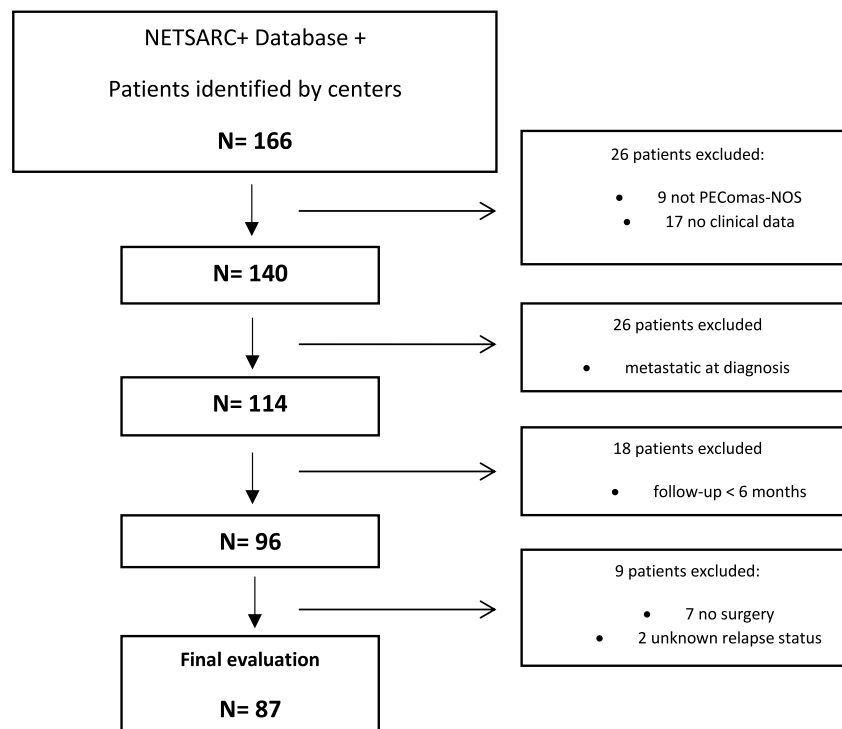 NETSARC+ Database +
Patients identified by centers
N= 166
26 patients excluded:
• 9 not PEComas-NOS
• 17 no clinical data
N= 140
26 patients excluded
• metastatic at diagnosis
N= 114
18 patients excluded
• follow-up < 6 months
N= 96
9 patients excluded:
• 7 no surgery
• 2 unknown relapse status
Final evaluation
N= 87